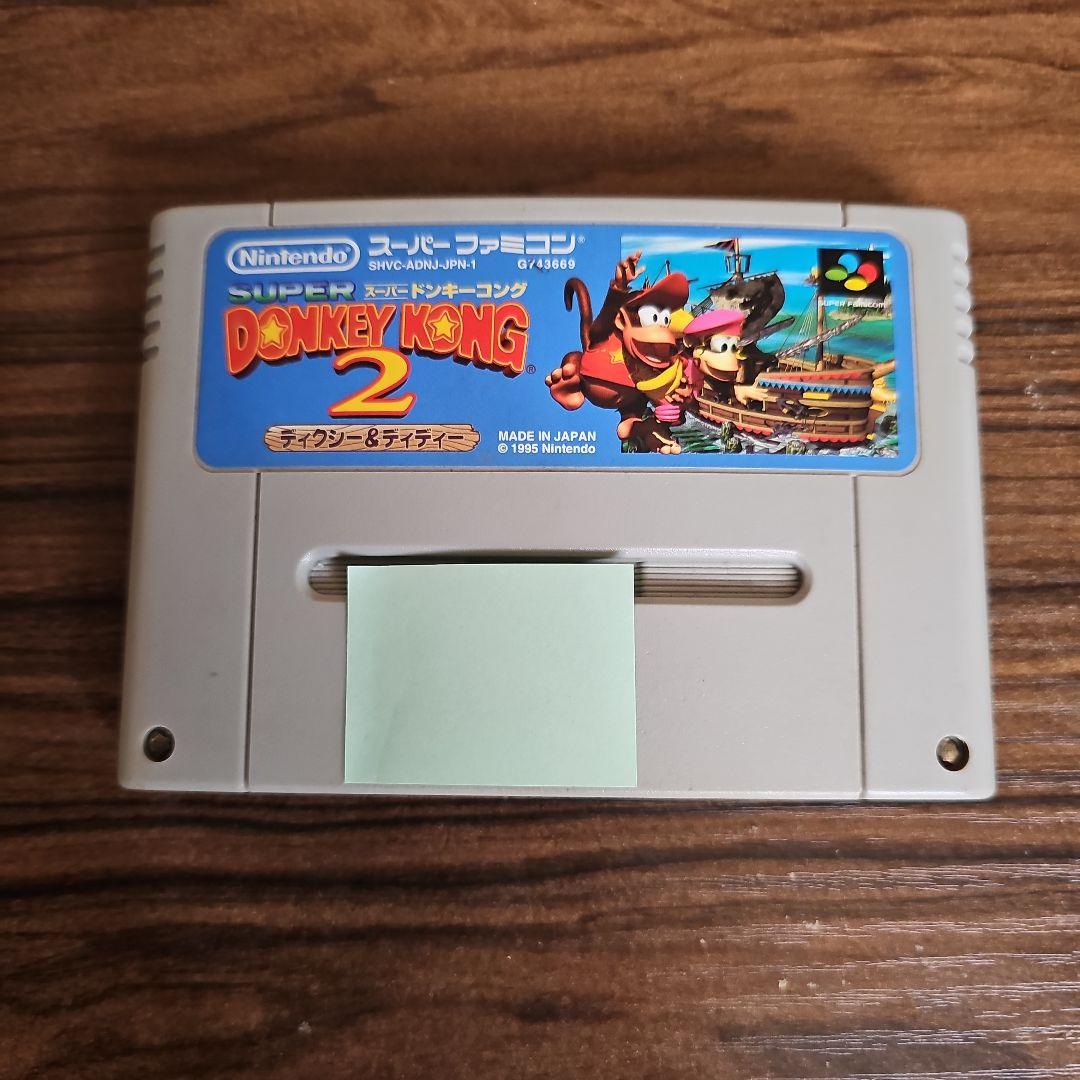 Nintendo スーパーファミコン®
SHVC-ADNJ-JPN-1 G743669
SUPER スーパードンキーコング
DONKEY KONG®
2
ディクシー&ディディー
MADE IN JAPAN
© 1995 Nintendo
SUPER FAMICOM